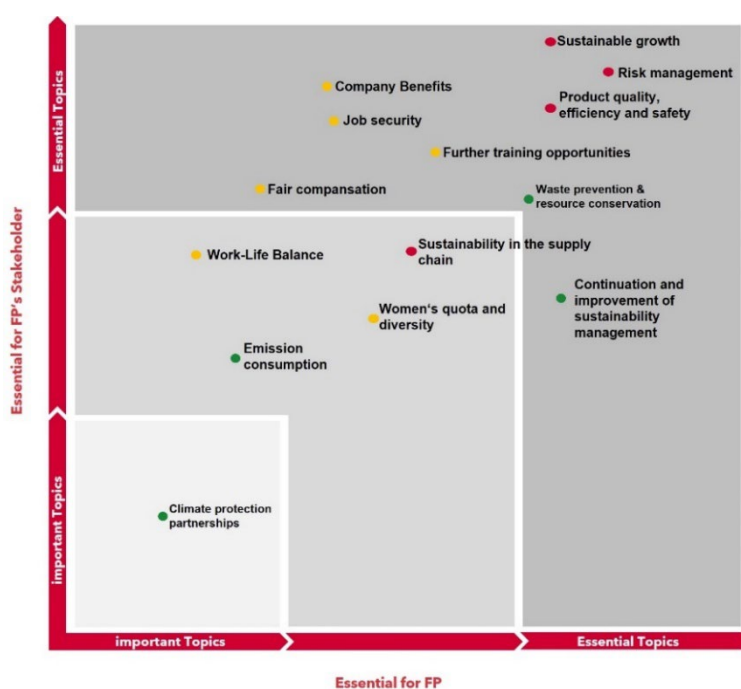 Sustainable growth
Risk management
Company Benefits
Product quality,
efficiency and safety
Job security
Further training opportunities
Fair compansation
Waste prevention &
resource conservation
Work-Life Balance
Sustainability in the supply
chain
Continuation and
improvement of
sustainability
management
Women's quota and
diversity
Emission
consumption
Climate protection
partnerships
Essential for FP's Stakeholder
Essential Topics
important Topics
important Topics
Essential Topics
Essential for FP